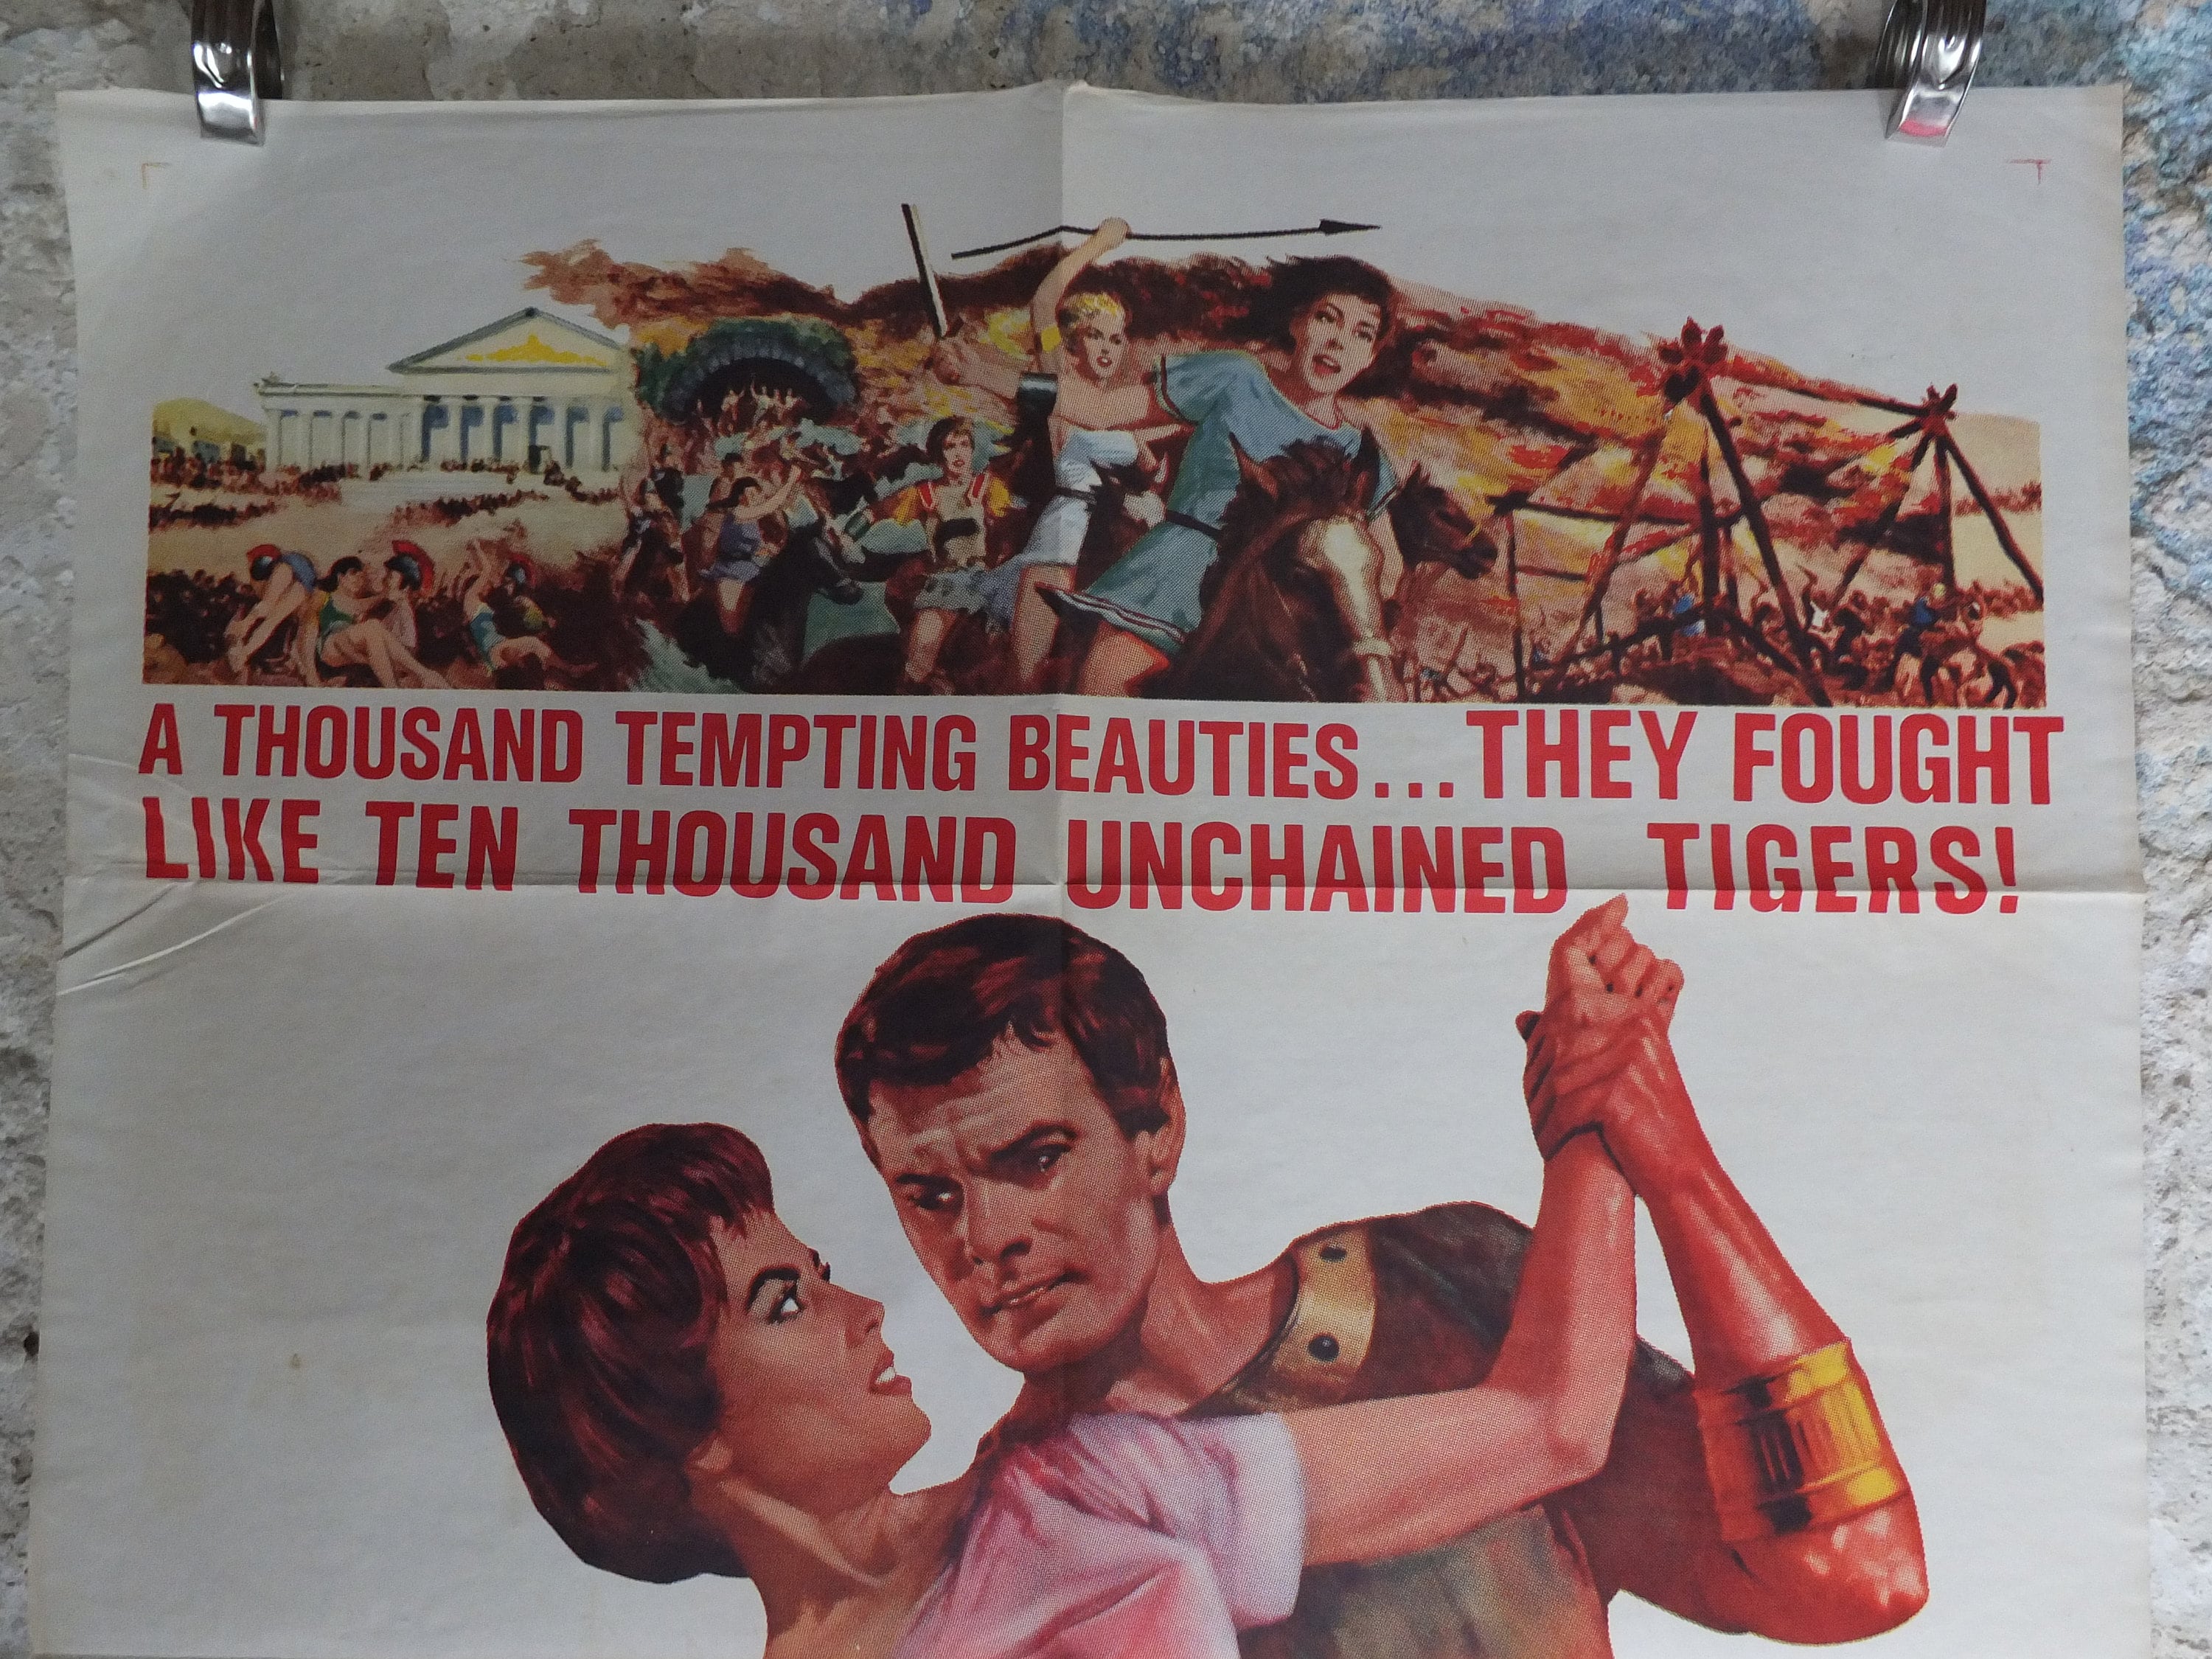 A THOUSAND TEMPTING BEAUTIES...THEY FOUGHT
LIKE TEN THOUSAND UNCHAINED TIGERS!